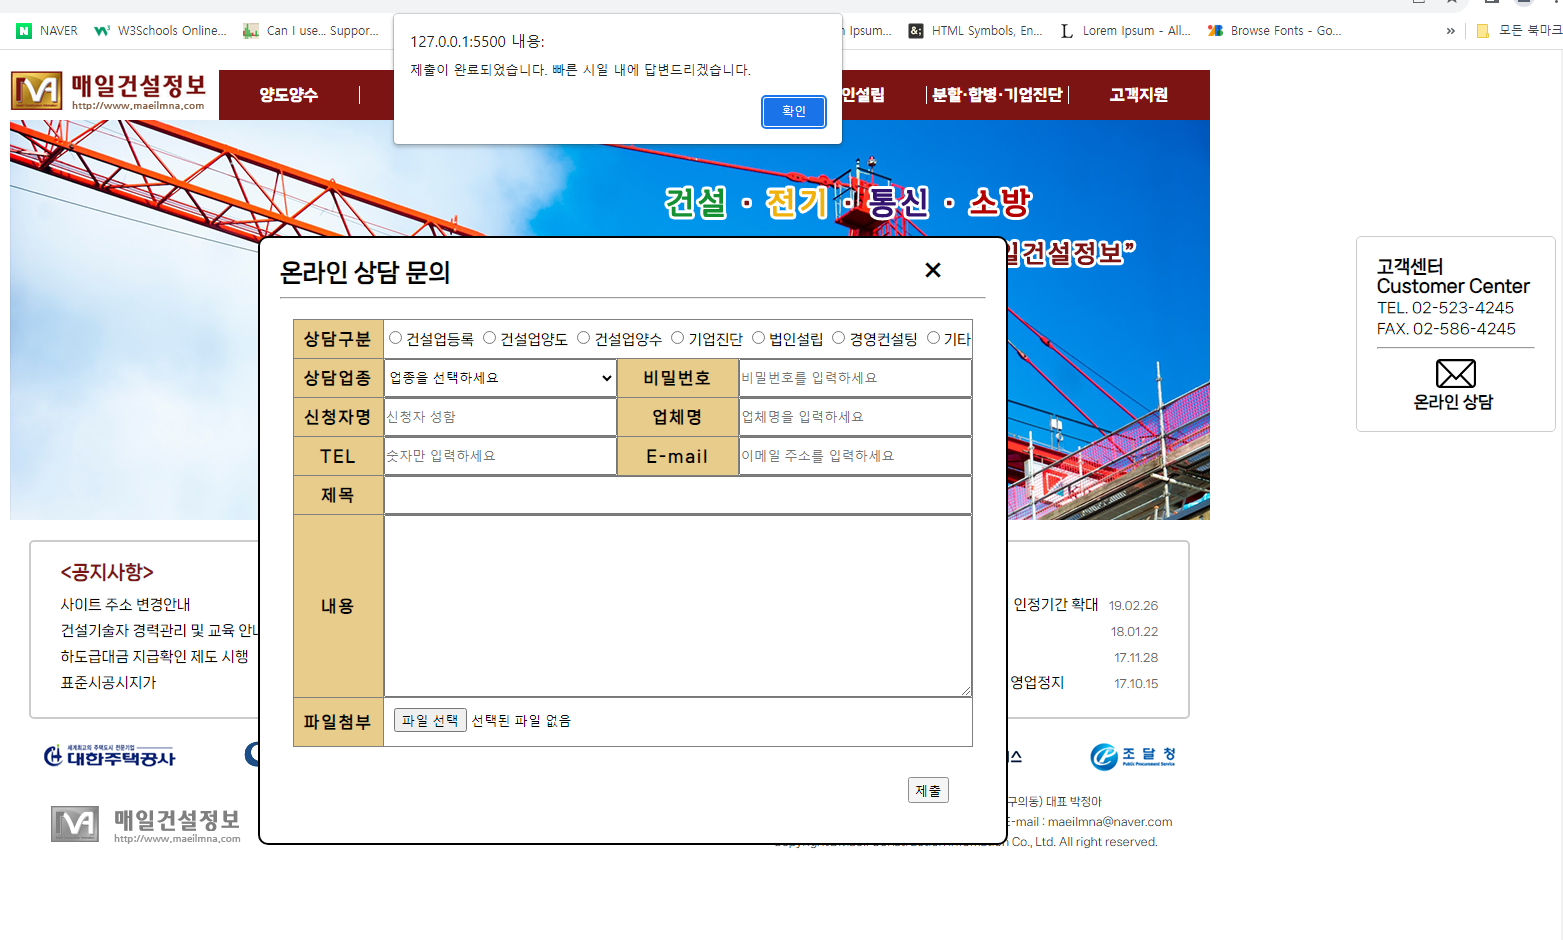 NAVER
W3Schools Online...
Can I use... Suppor...
Ipsum...
HTML Symbols, En...
Lorem Ipsum - All...
Browse Fonts - Go...
»
모든 북마크
127.0.0.1:5500 내용:
제출이 완료되었습니다. 빠른 시일 내에 답변드리겠습니다.
확인
매일건설정보
http://www.maeilmna.com
양도양수
인설립
분할·합병·기업진단
고객지원
건설 · 전기 · 통신 · 소방
일건설정보”
고객센터
Customer Center
TEL. 02-523-4245
FAX. 02-586-4245
온라인 상담
온라인 상담 문의
×
상담구분
건설업등록
건설업양도
건설업양수
기업진단
법인설립
경영컨설팅
기타
상담업종
업종을 선택하세요
비밀번호
비밀번호를 입력하세요
신청자명
신청자 성함
업체명
업체명을 입력하세요
TEL
숫자만 입력하세요
E-mail
이메일 주소를 입력하세요
제목
내용
파일첨부
파일 선택
선택된 파일 없음
제출
<공지사항>
사이트 주소 변경안내
건설기술자 경력관리 및 교육 안내
하도급대금 지급확인 제도 시행
표준시공시지가
인정기간 확대 19.02.26
18.01.22
17.11.28
영업정지 17.10.15
세계최고의 주택도시 전문기업
대한주택공사
스
조달청
Public Procurement Service
매일건설정보
http://www.maeilmna.com
구의동) 대표 박정아
E-mail : maeilmna@naver.com
Co., Ltd. All right reserved.